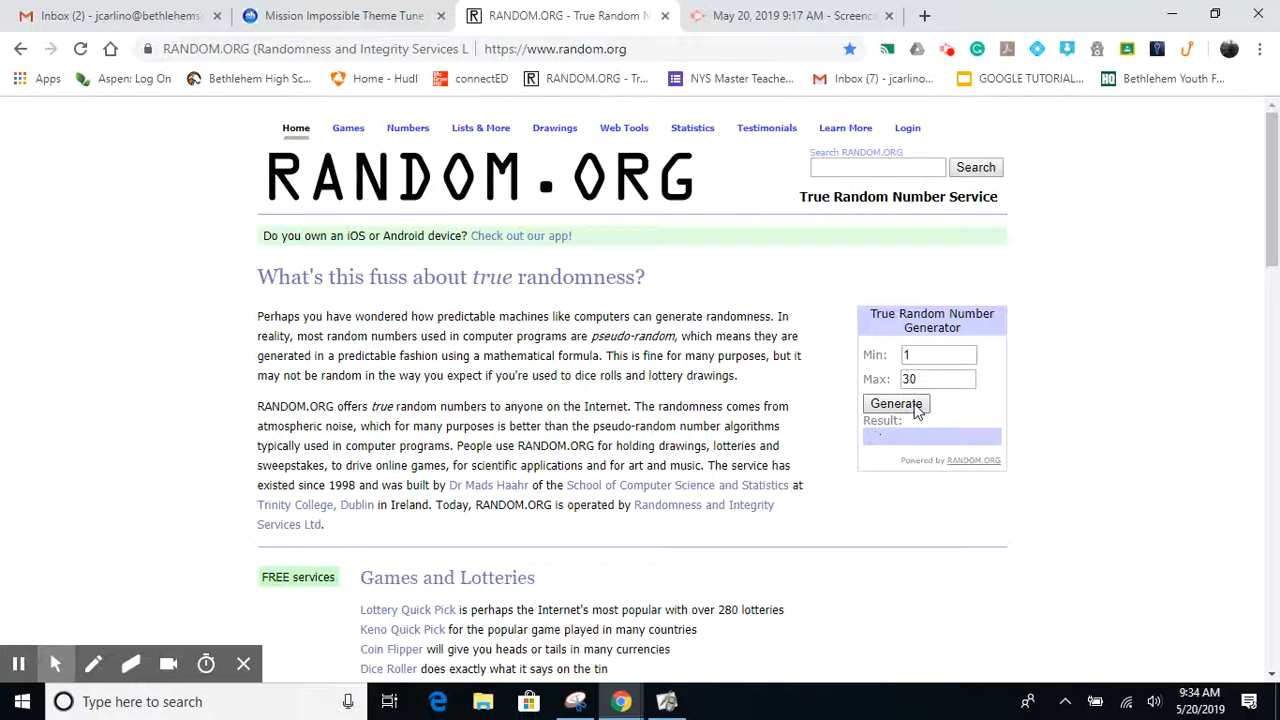 Inbox (2) - jcarlino@bethlehems
Mission Impossible Theme Tune
RANDOM.ORG - True Random N
May 20, 2019 9:17 AM - Screenc
RANDOM.ORG (Randomness and Integrity Services L
https://www.random.org
Apps
Aspen: Log On
Bethlehem High Sc...
Home - Hudl
connectED
RANDOM.ORG - Tr...
NYS Master Teache...
Inbox (7) - jcarlino@...
GOOGLE TUTORIAL...
Bethlehem Youth F...
Home
Games
Numbers
Lists & More
Drawings
Web Tools
Statistics
Testimonials
Learn More
Login
RANDOM.ORG
Search RANDOM.ORG
Search
True Random Number Service
Do you own an iOS or Android device? Check out our app!
What's this fuss about true randomness?
Perhaps you have wondered how predictable machines like computers can generate randomness. In
reality, most random numbers used in computer programs are pseudo-random, which means they are
generated in a predictable fashion using a mathematical formula. This is fine for many purposes, but it
may not be random in the way you expect if you're used to dice rolls and lottery drawings.
RANDOM.ORG offers true random numbers to anyone on the Internet. The randomness comes from
atmospheric noise, which for many purposes is better than the pseudo-random number algorithms
typically used in computer programs. People use RANDOM.ORG for holding drawings, lotteries and
sweepstakes, to drive online games, for scientific applications and for art and music. The service has
existed since 1998 and was built by Dr Mads Haahr of the School of Computer Science and Statistics at
Trinity College, Dublin in Ireland. Today, RANDOM.ORG is operated by Randomness and Integrity
Services Ltd.
True Random Number
Generator
Min: 1
Max: 30
Generate
Result:
Powered by RANDOM.ORG
FREE services
Games and Lotteries
Lottery Quick Pick is perhaps the Internet's most popular with over 280 lotteries
Keno Quick Pick for the popular game played in many countries
Coin Flipper will give you heads or tails in many currencies
Dice Roller does exactly what it says on the tin
Type here to search
9:34 AM
5/20/2019